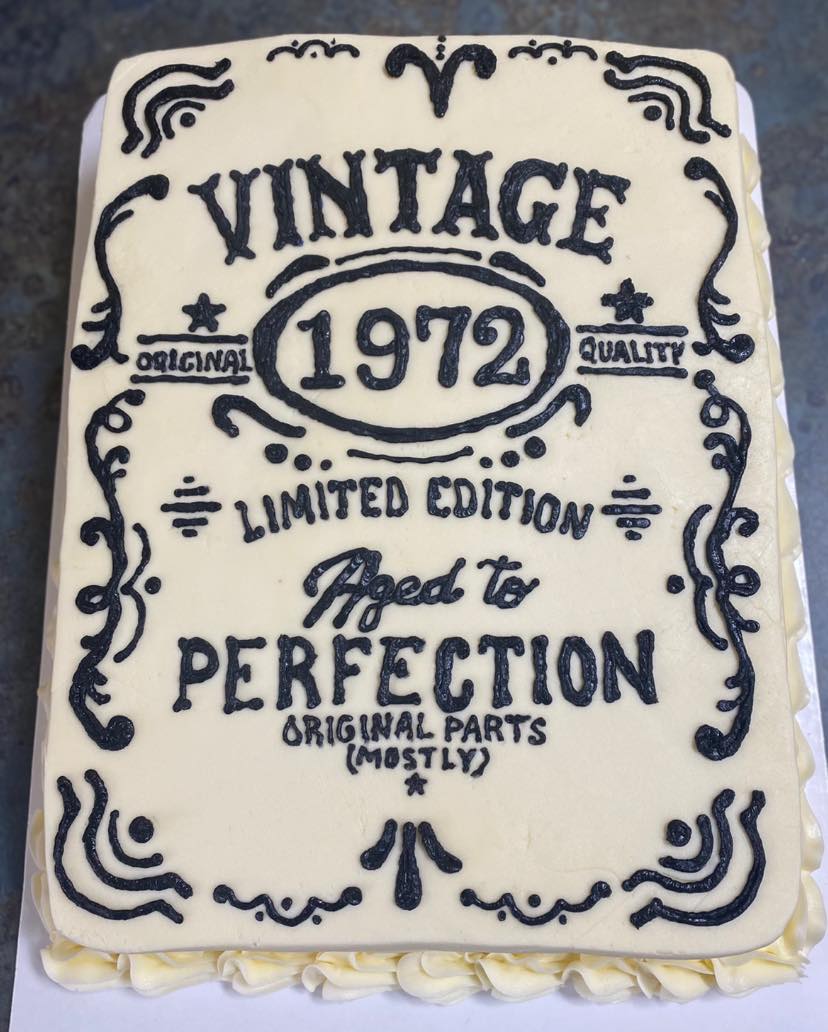 VINTAGE
ORIGINAL 1972 QUALITY
LIMITED EDITION
Aged to
PERFECTION
ORIGINAL PARTS
(MOSTLY)